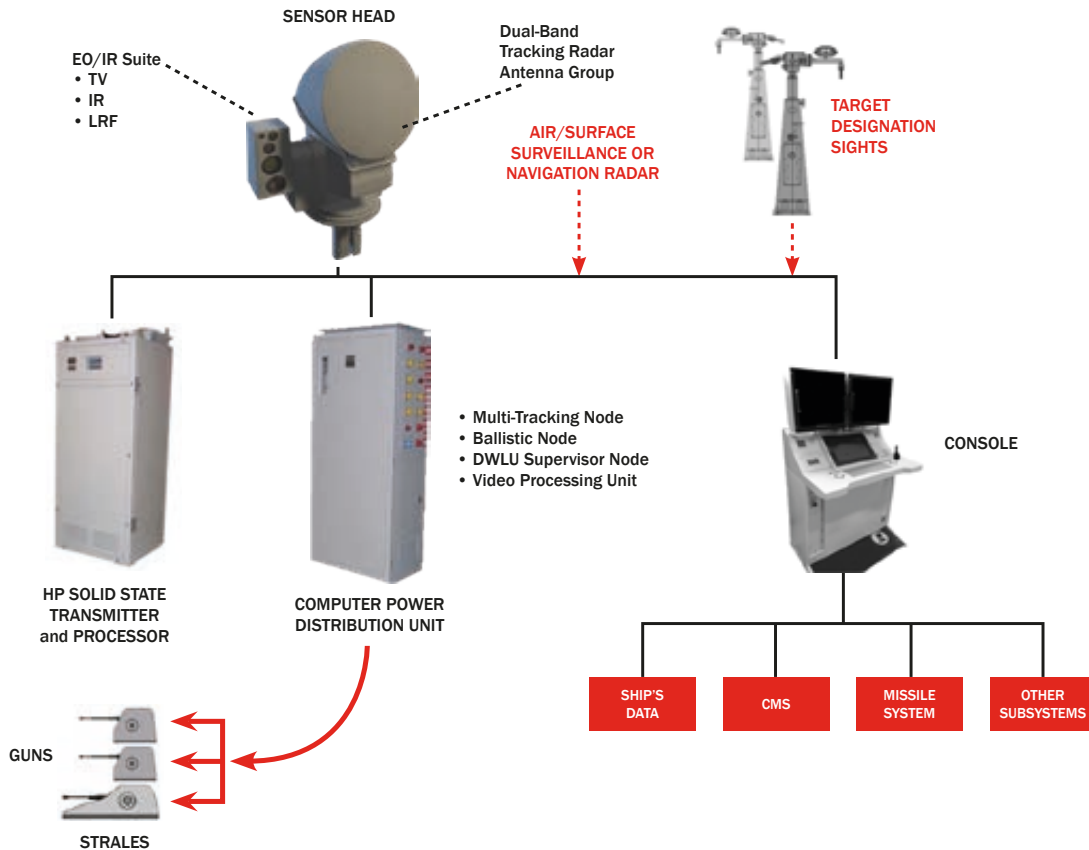 SENSOR HEAD
EO/IR Suite
• TV
• IR
• LRF
Dual-Band
Tracking Radar
Antenna Group
AIR/SURFACE
SURVEILLANCE OR
NAVIGATION RADAR
TARGET
DESIGNATION
SIGHTS
• Multi-Tracking Node
• Ballistic Node
• DWLU Supervisor Node
• Video Processing Unit
CONSOLE
HP SOLID STATE
TRANSMITTER
and PROCESSOR
COMPUTER POWER
DISTRIBUTION UNIT
SHIP'S
DATA
CMS
MISSILE
SYSTEM
OTHER
SUBSYSTEMS
GUNS
STRALES